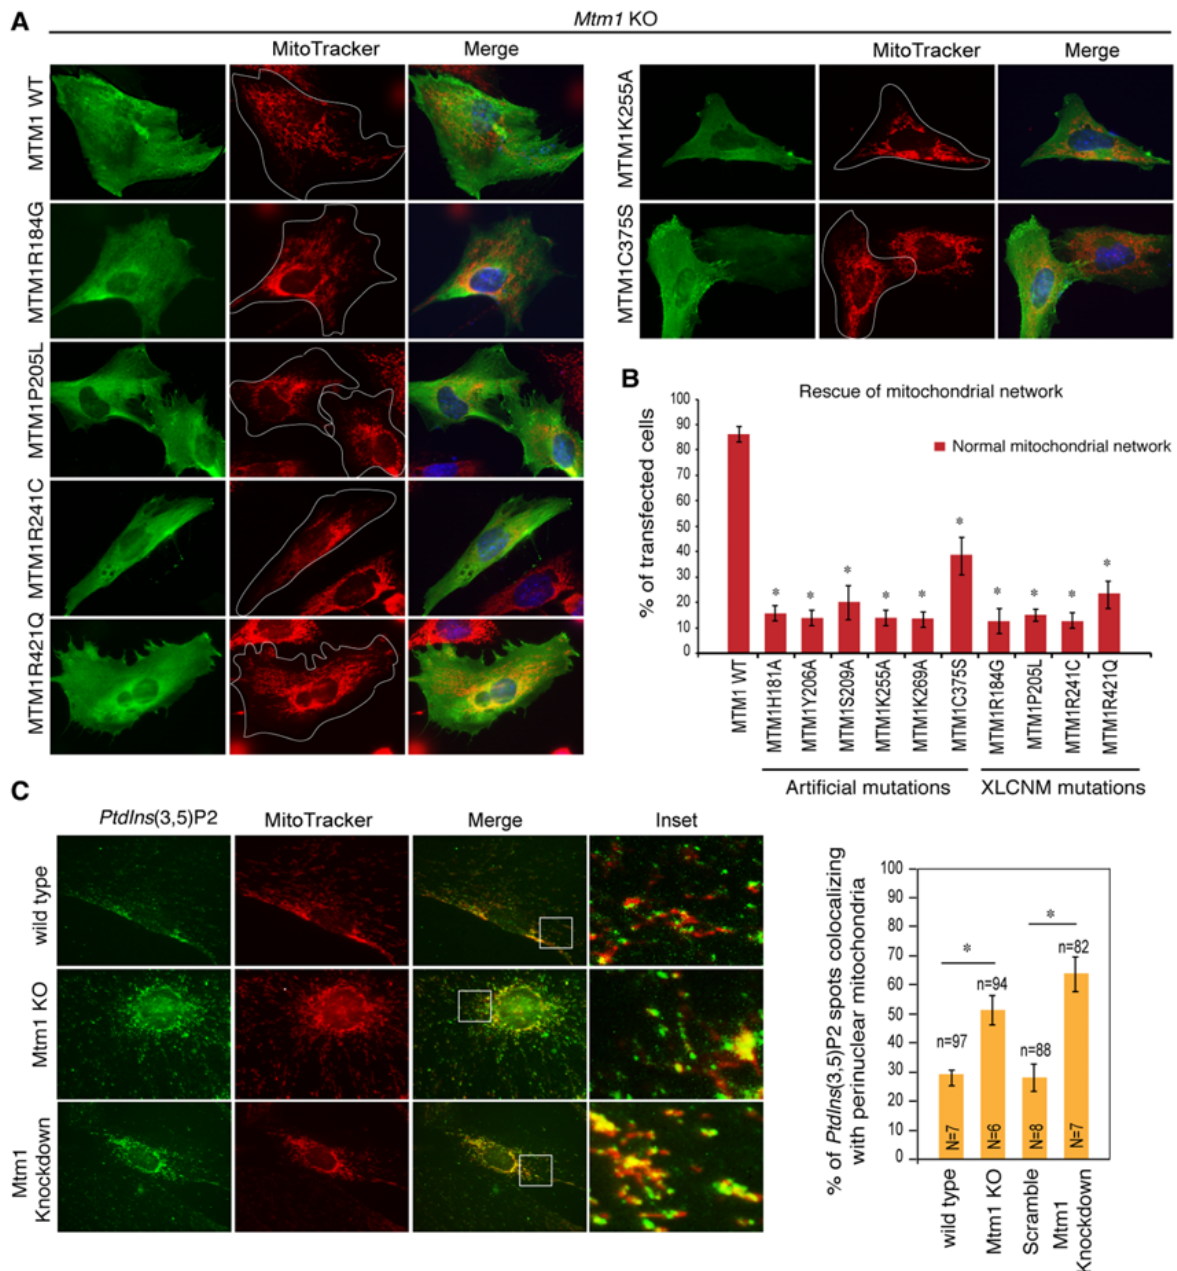 A
Mtm1 KO
MitoTracker Merge
MitoTracker Merge
MTM1 WT
MTM1R184G
MTM1P205L
MTM1R241C
MTM1R421Q
MTM1K255A
MTM1C375S
B
Rescue of mitochondrial network
Normal mitochondrial network
% of transfected cells
100
90
80
70
60
50
40
30
20
10
0
* * * * * * * * * *
MTM1 WT
MTM1H181A
MTM1Y206A
MTM1S209A
MTM1K255A
MTM1K269A
MTM1C375S
MTM1R184G
MTM1P205L
MTM1R241C
MTM1R421Q
Artificial mutations
XLCNM mutations
C
PtdIns(3,5)P2 MitoTracker Merge Inset
wild type
Mtm1 KO
Mtm1
Knockdown
% of PtdIns(3,5)P2 spots colocalizing
with perinuclear mitochondria
100
90
80
70
60
50
40
30
20
10
0
*
*
n=97
n=94
n=88
n=82
N=7
N=6
N=8
N=7
wild type
Mtm1 KO
Scramble
Mtm1
Knockdown